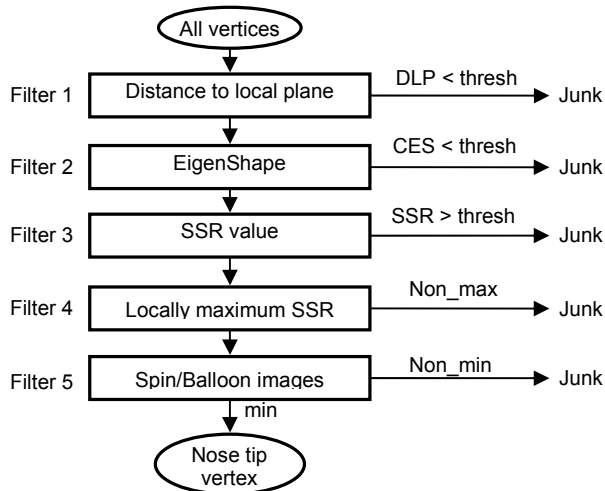 All vertices
Filter 1
Distance to local plane
DLP < thresh
Junk
Filter 2
EigenShape
CES < thresh
Junk
Filter 3
SSR value
SSR > thresh
Junk
Filter 4
Locally maximum SSR
Non_max
Junk
Filter 5
Spin/Balloon images
Non_min
Junk
min
Nose tip
vertex